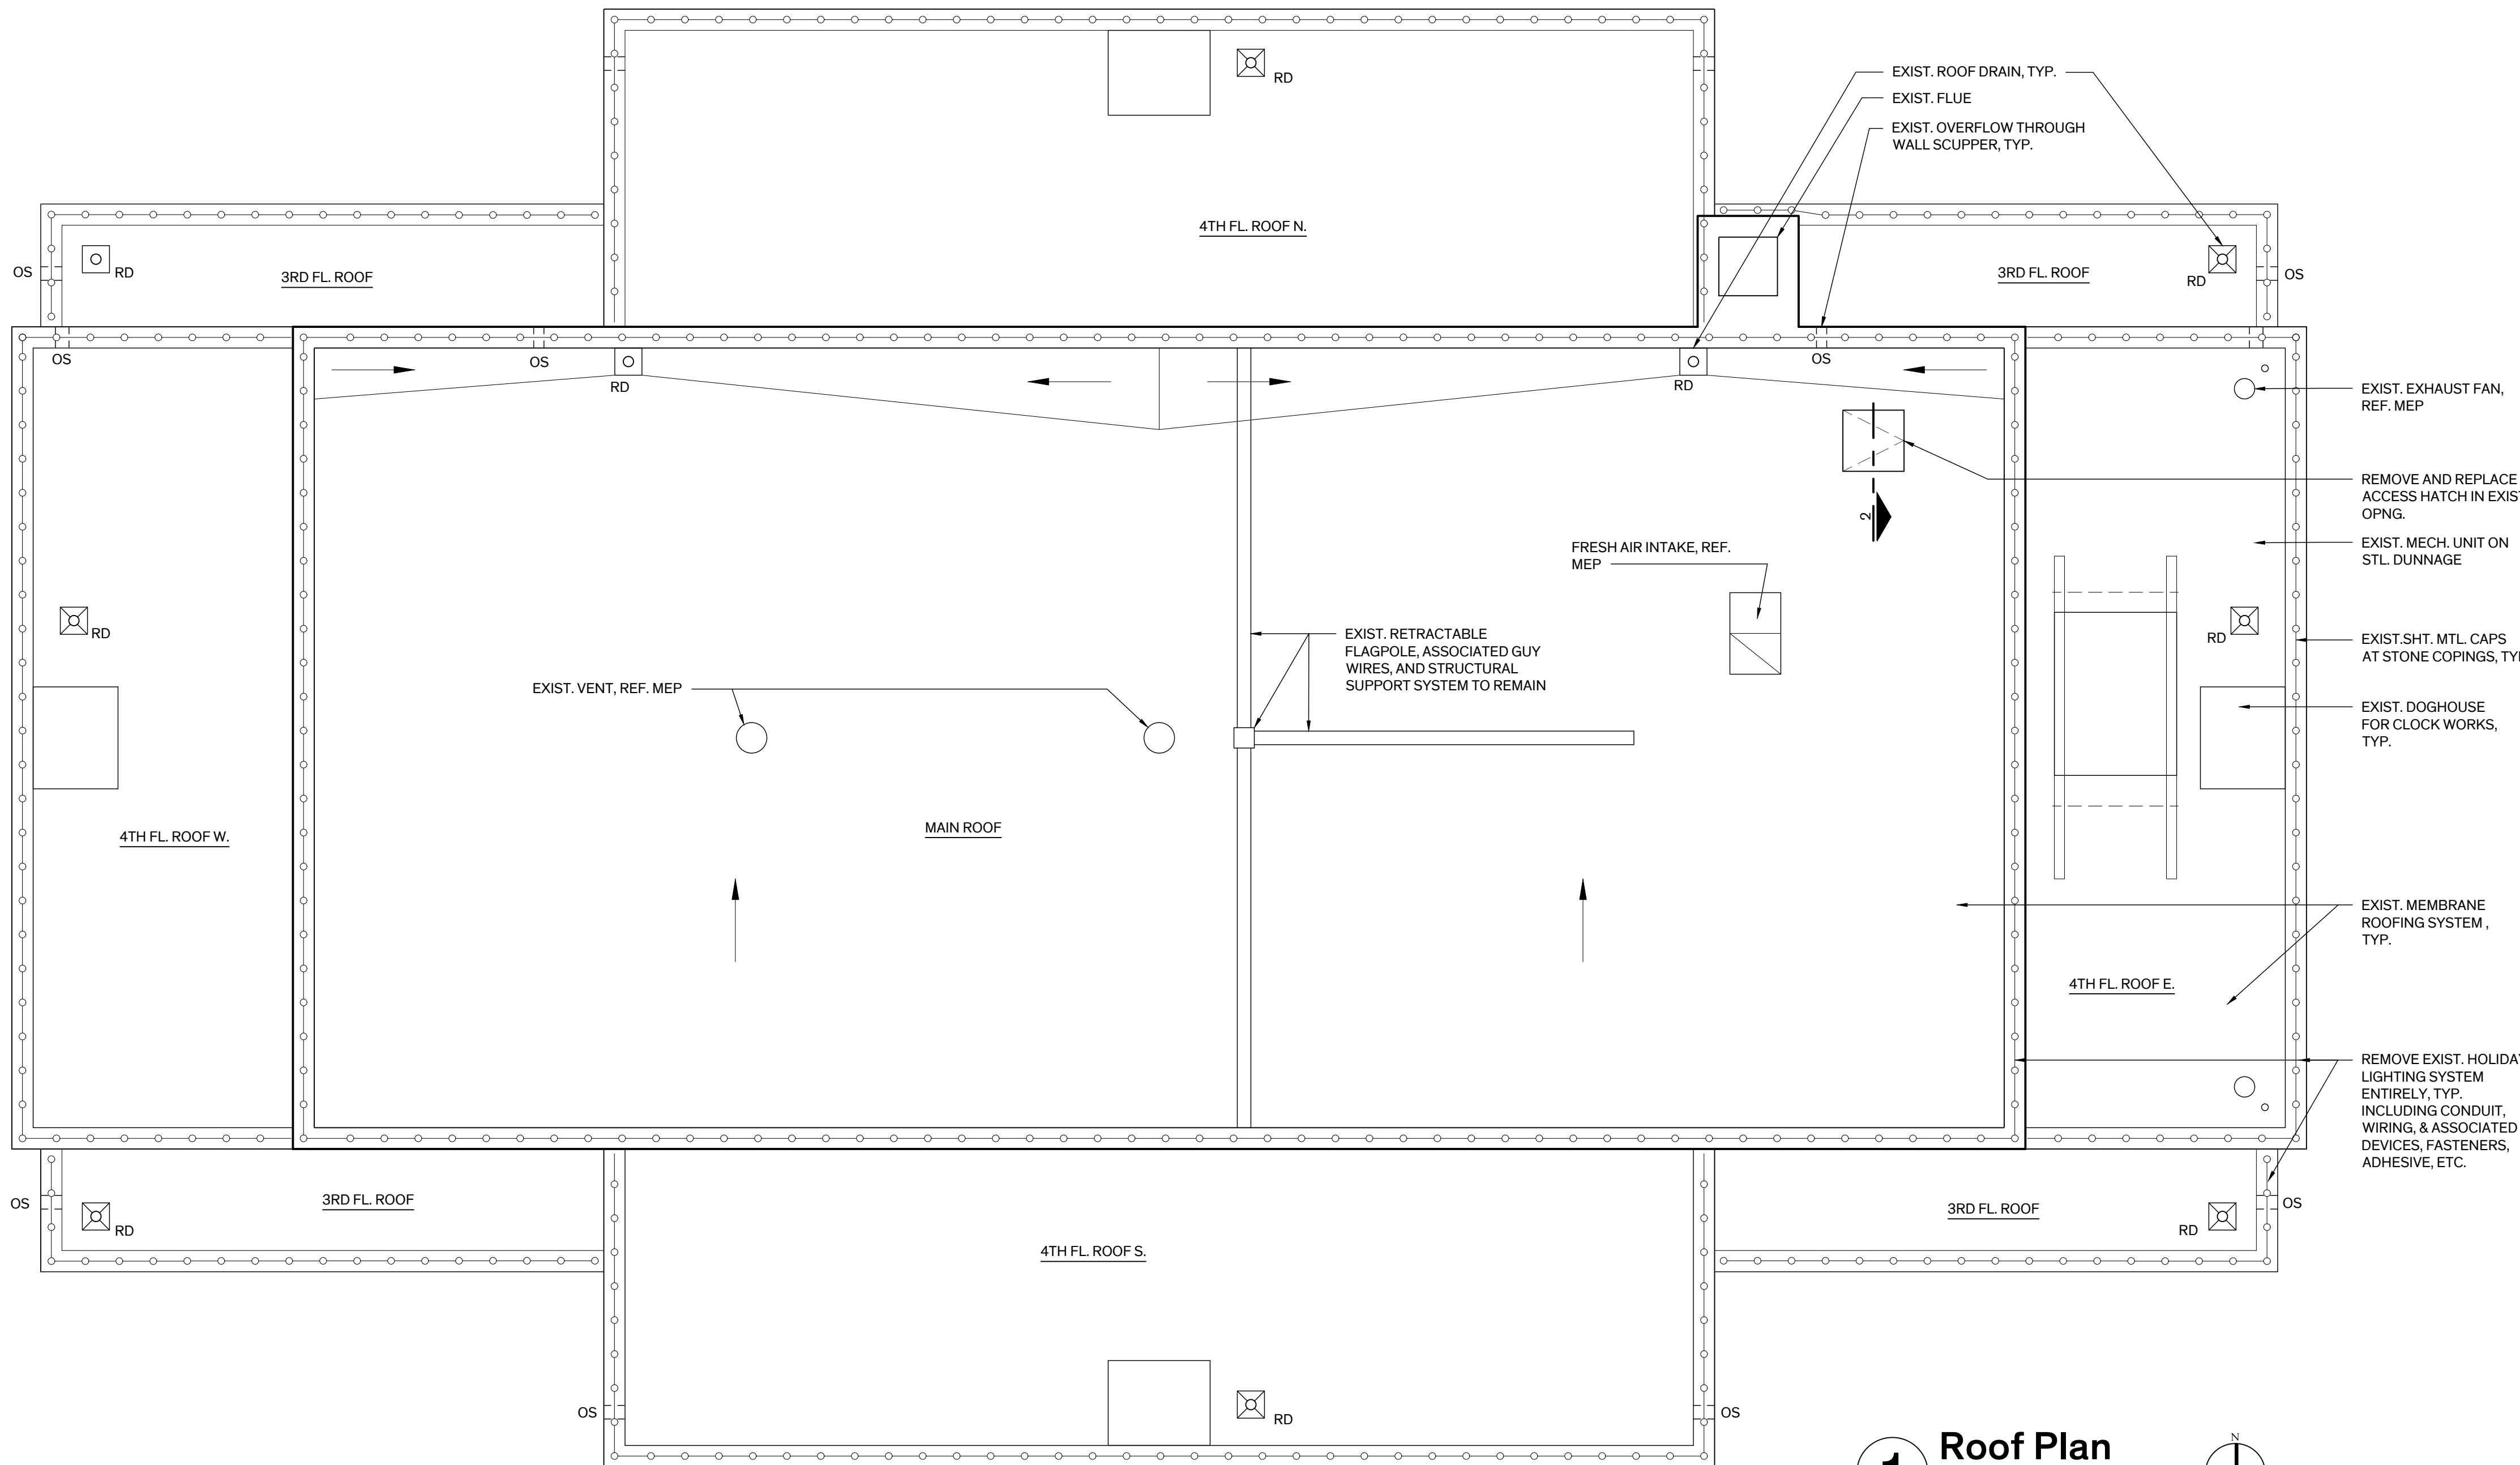 RD
EXIST. ROOF DRAIN, TYP.
EXIST. FLUE
EXIST. OVERFLOW THROUGH
WALL SCUPPER, TYP.
4TH FL. ROOF N.
OS
RD
3RD FL. ROOF
3RD FL. ROOF
RD
OS
OS
OS
RD
RD
OS
EXIST. EXHAUST FAN,
REF. MEP
REMOVE AND REPLACE
ACCESS HATCH IN
OPNG.
2
EXIST. MECH. UNIT ON
STL. DUNNAGE
FRESH AIR INTAKE, REF.
MEP
RD
RD
EXIST. RETRACTABLE
FLAGPOLE, ASSOCIATED GUY
WIRES, AND STRUCTURAL
SUPPORT SYSTEM TO REMAIN
EXIST.SHT. MTL. CAPS
AT STONE COPINGS,
EXIST. VENT, REF. MEP
EXIST. DOGHOUSE
FOR CLOCK WORKS,
TYP.
4TH FL. ROOF W.
MAIN ROOF
EXIST. MEMBRANE
ROOFING SYSTEM ,
TYP.
4TH FL. ROOF E.
REMOVE EXIST.
LIGHTING SYSTEM
ENTIRELY, TYP.
INCLUDING CONDUIT,
WIRING, & ASSOCIATED
DEVICES, FASTENERS,
ADHESIVE, ETC.
OS
RD
3RD FL. ROOF
3RD FL. ROOF
RD
OS
4TH FL. ROOF S.
OS
RD
OS
1
Roof Plan
N